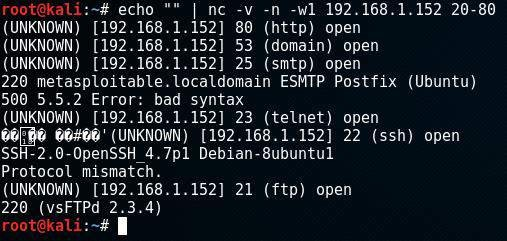 root@kali:~# echo "" | nc -v -n -w1 192.168.1.152 20-80
(UNKNOWN) [192.168.1.152] 80 (http) open
(UNKNOWN) [192.168.1.152] 53 (domain) open
(UNKNOWN) [192.168.1.152] 25 (smtp) open
220 metasploitable.localdomain ESMTP Postfix (Ubuntu)
500 5.5.2 Error: bad syntax
(UNKNOWN) [192.168.1.152] 23 (telnet) open
�� �� ��#��'(UNKNOWN) [192.168.1.152] 22 (ssh) open
SSH-2.0-OpenSSH_4.7p1 Debian-8ubuntu1
Protocol mismatch.
(UNKNOWN) [192.168.1.152] 21 (ftp) open
220 (vsFTPd 2.3.4)
root@kali:~#